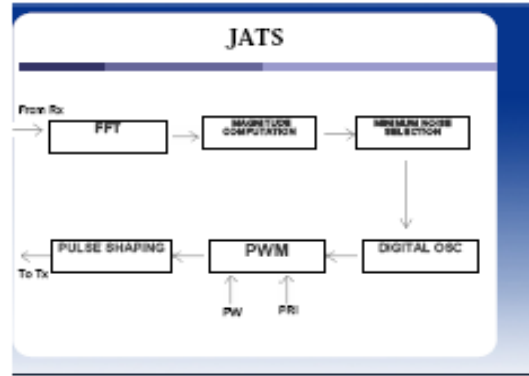 JATS
From Rx
FFT
MAGNITUDE
COMPUTATION
MINIMUM NOISE
SELECTION
PULSE SHAPING
PWM
DIGITAL OSC
To Tx
PW
PRI